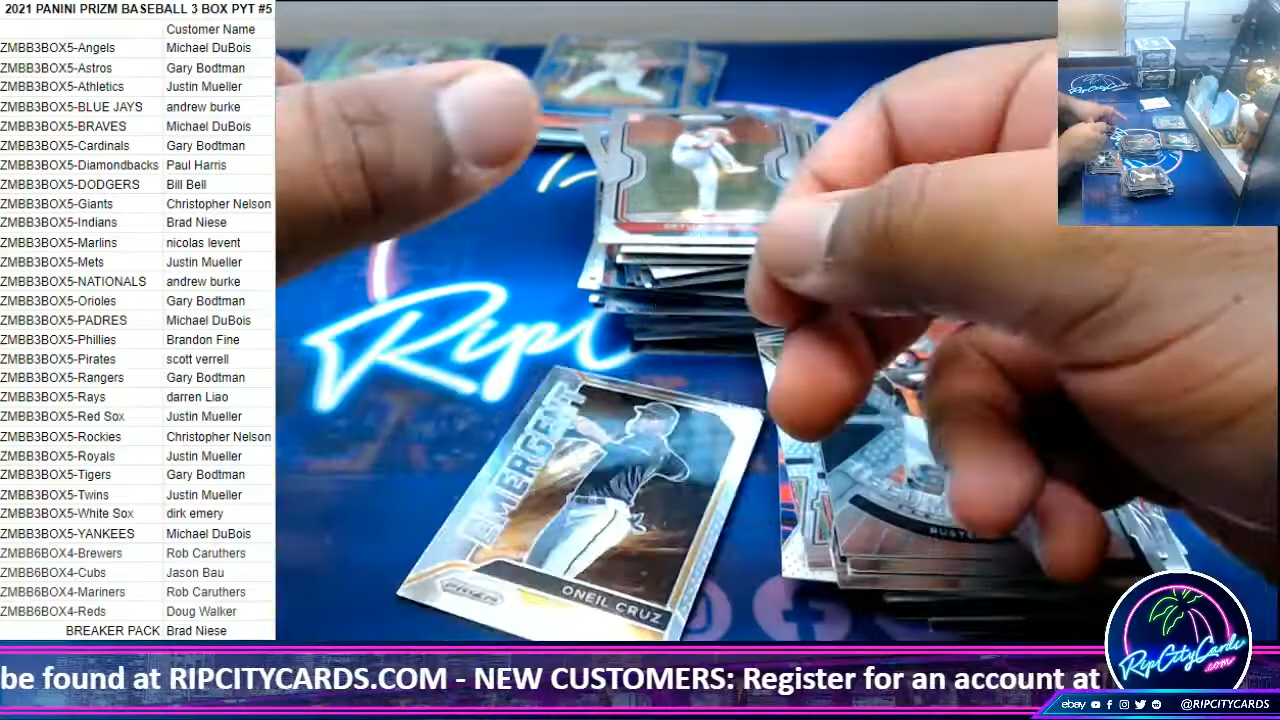 2021 PANINI PRIZM BASEBALL 3 BOX PYT #5
Customer Name
ZMBB3BOX5-Angels Michael DuBois
ZMBB3BOX5-Astros Gary Bodtman
ZMBB3BOX5-Athletics Justin Mueller
ZMBB3BOX5-BLUE JAYS andrew burke
ZMBB3BOX5-BRAVES Michael DuBois
ZMBB3BOX5-Cardinals Gary Bodtman
ZMBB3BOX5-Diamondbacks Paul Harris
ZMBB3BOX5-DODGERS Bill Bell
ZMBB3BOX5-Giants Christopher Nelson
ZMBB3BOX5-Indians Brad Niese
ZMBB3BOX5-Marlins nicolas levent
ZMBB3BOX5-Mets Justin Mueller
ZMBB3BOX5-NATIONALS andrew burke
ZMBB3BOX5-Orioles Gary Bodtman
ZMBB3BOX5-PADRES Michael DuBois
ZMBB3BOX5-Phillies Brandon Fine
ZMBB3BOX5-Pirates scott verrell
ZMBB3BOX5-Rangers Gary Bodtman
ZMBB3BOX5-Rays darren Liao
ZMBB3BOX5-Red Sox Justin Mueller
ZMBB3BOX5-Rockies Christopher Nelson
ZMBB3BOX5-Royals Justin Mueller
ZMBB3BOX5-Tigers Gary Bodtman
ZMBB3BOX5-Twins Justin Mueller
ZMBB3BOX5-White Sox dirk emery
ZMBB3BOX5-YANKEES Michael DuBois
ZMBB6BOX4-Brewers Rob Caruthers
ZMBB6BOX4-Cubs Jason Bau
ZMBB6BOX4-Mariners Rob Caruthers
ZMBB6BOX4-Reds Doug Walker
BREAKER PACK Brad Niese
Ripc
EMERGENT
PRIZM
ONEIL CRUZ
BUSTE
RipCityCards
.com
be found at RIPCITYCARDS.COM - NEW CUSTOMERS: Register for an account at
ebay @RIPCITYCARDS